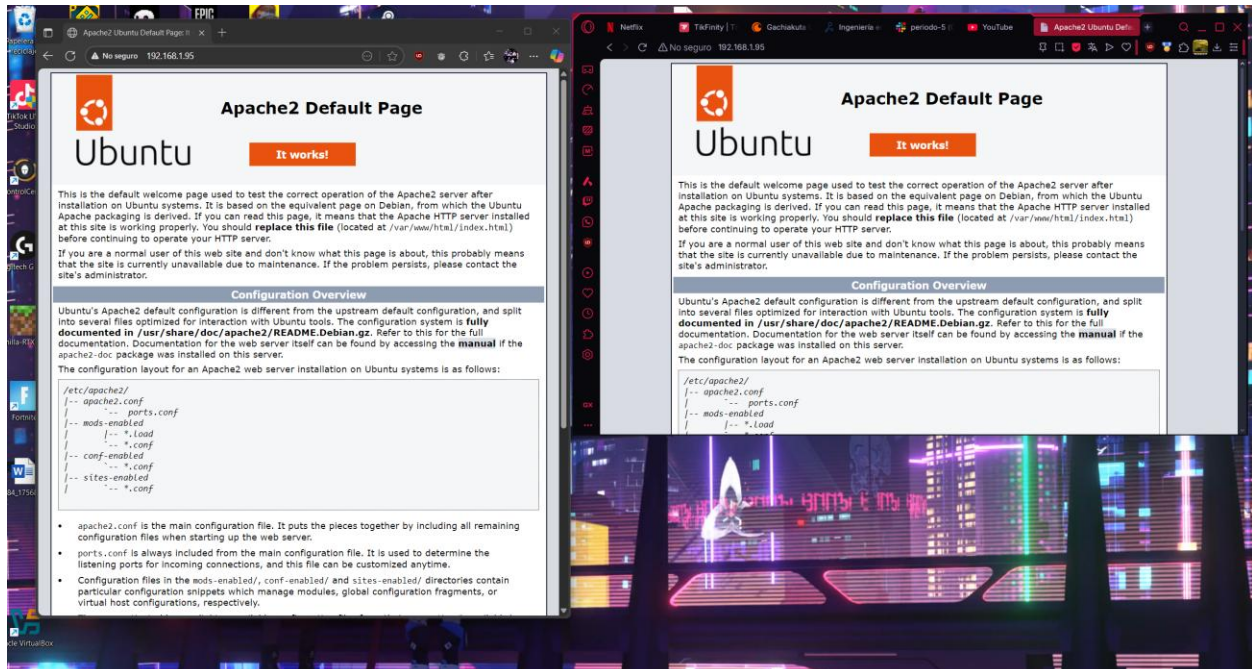 EPIC
Apache2 Ubuntu Default Page:
No seguro 192.168.1.95
Apache2 Default Page
Ubuntu
It works!
This is the default welcome page used to test the correct operation of the Apache2 server after
installation on Ubuntu systems. It is based on the equivalent page on Debian, from which the Ubuntu
Apache packaging is derived. If you can read this page, it means that the Apache HTTP server installed
at this site is working properly. You should replace this file (located at /var/www/html/index.html)
before continuing to operate your HTTP server.
If you are a normal user of this web site and don't know what this page is about, this probably means
that the site is currently unavailable due to maintenance. If the problem persists, please contact the
site's administrator.
Configuration Overview
Ubuntu's Apache2 default configuration is different from the upstream default configuration, and split
into several files optimized for interaction with Ubuntu tools. The configuration system is fully
documented in /usr/share/doc/apache2/README.Debian.gz. Refer to this for the full
documentation. Documentation for the web server itself can be found by accessing the manual if the
apache2-doc package was installed on this server.
The configuration layout for an Apache2 web server installation on Ubuntu systems is as follows:
/etc/apache2/
|-- apache2.conf
|       `--  ports.conf
|-- mods-enabled
|       |-- *.load
|       `-- *.conf
|-- conf-enabled
|       `-- *.conf
|-- sites-enabled
|       `-- *.conf
• apache2.conf is the main configuration file. It puts the pieces together by including all remaining
configuration files when starting up the web server.
• ports.conf is always included from the main configuration file. It is used to determine the
listening ports for incoming connections, and this file can be customized anytime.
• Configuration files in the mods-enabled/, conf-enabled/ and sites-enabled/ directories contain
particular configuration snippets which manage modules, global configuration fragments, or
virtual host configurations, respectively.
Netflix
TikFinity |
Gachiakuta
Ingeniería
periodo-5
YouTube
Apache2 Ubuntu Defa
No seguro 192.168.1.95
Apache2 Default Page
Ubuntu
It works!
This is the default welcome page used to test the correct operation of the Apache2 server after
installation on Ubuntu systems. It is based on the equivalent page on Debian, from which the Ubuntu
Apache packaging is derived. If you can read this page, it means that the Apache HTTP server installed
at this site is working properly. You should replace this file (located at /var/www/html/index.html)
before continuing to operate your HTTP server.
If you are a normal user of this web site and don't know what this page is about, this probably means
that the site is currently unavailable due to maintenance. If the problem persists, please contact the
site's administrator.
Configuration Overview
Ubuntu's Apache2 default configuration is different from the upstream default configuration, and split
into several files optimized for interaction with Ubuntu tools. The configuration system is fully
documented in /usr/share/doc/apache2/README.Debian.gz. Refer to this for the full
documentation. Documentation for the web server itself can be found by accessing the manual if the
apache2-doc package was installed on this server.
The configuration layout for an Apache2 web server installation on Ubuntu systems is as follows:
/etc/apache2/
|-- apache2.conf
|       `--  ports.conf
|-- mods-enabled
|       |-- *.load
Studio
Fortnite
VirtualBox